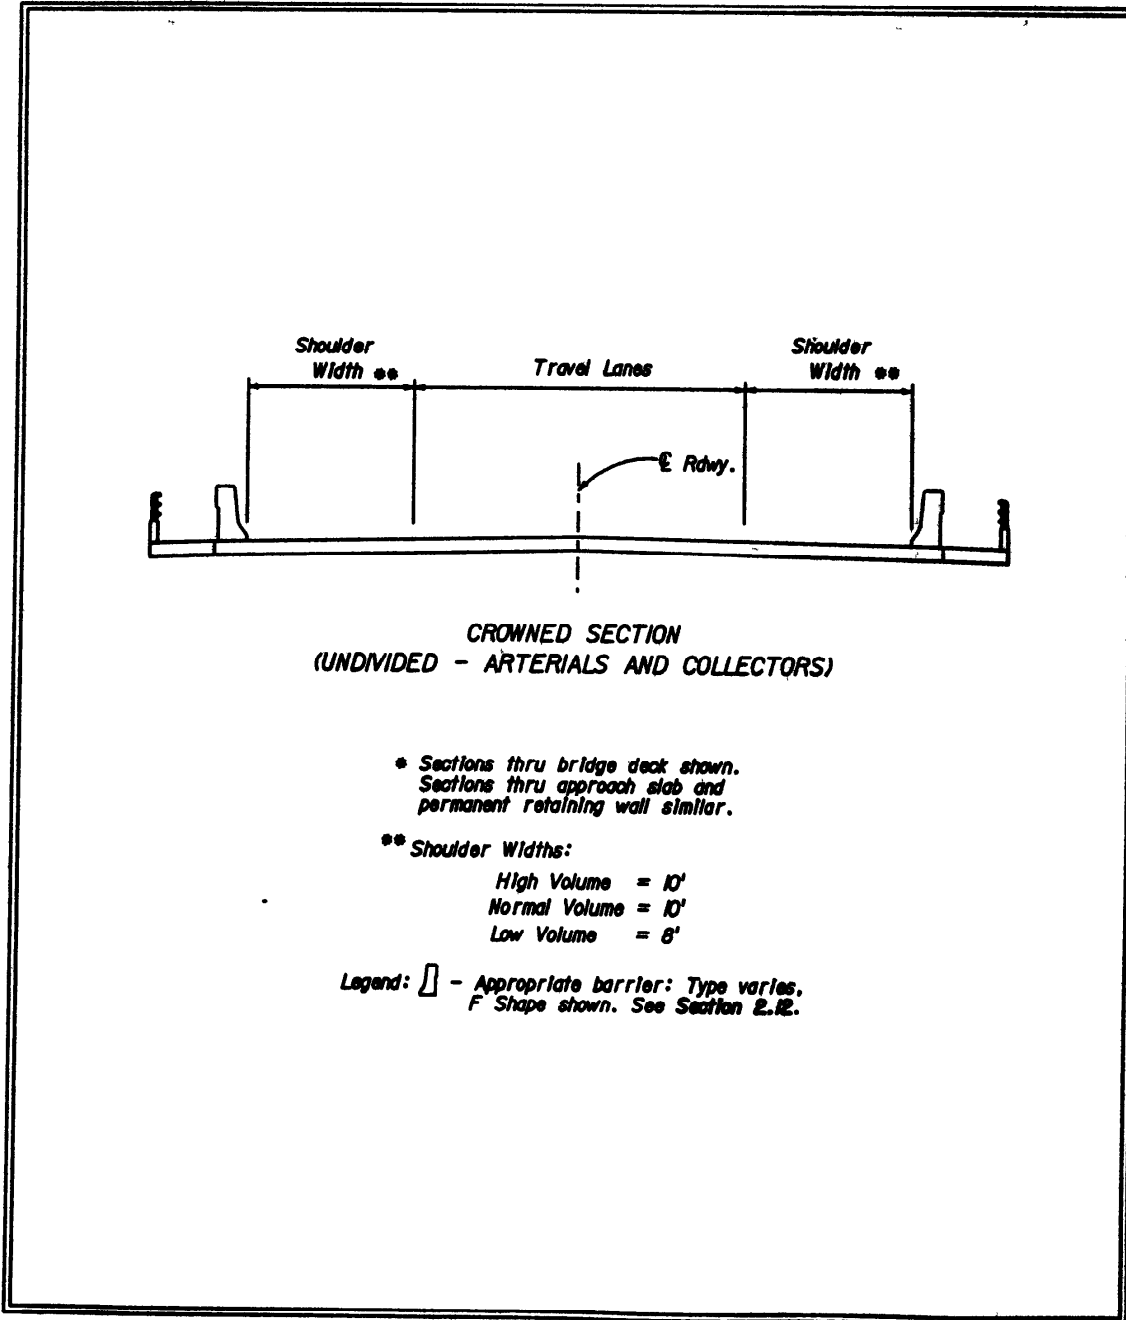 Shoulder
Width **
Travel Lanes
Shoulder
Width **
℄ Rdwy.
CROWNED SECTION
(UNDIVIDED - ARTERIALS AND COLLECTORS)
* Sections thru bridge deck shown.
Sections thru approach slab and
permanent retaining wall similar.
** Shoulder Widths:
High Volume = 10'
Normal Volume = 10'
Low Volume = 8'
Legend: - Appropriate barrier: Type varies,
F Shape shown. See Section 2.12.